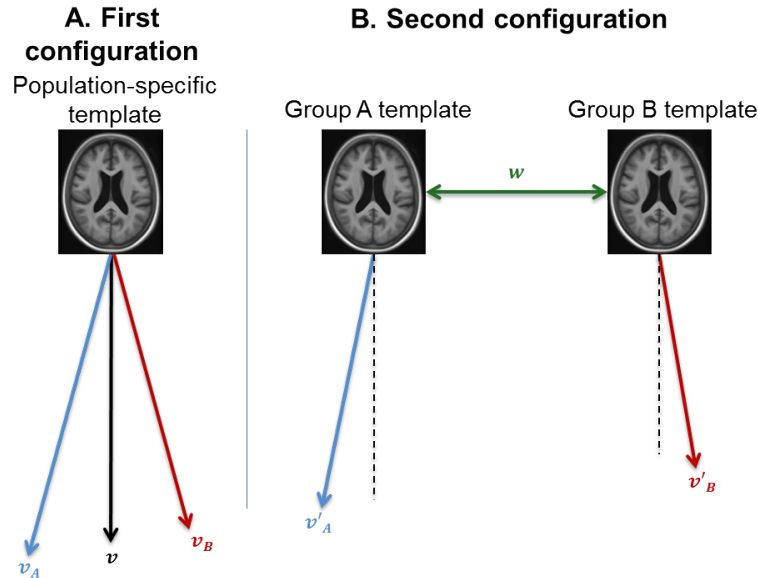 A. First
configuration
Population-specific
template
v_A
v
v_B
B. Second configuration
Group A template
Group B template
w
v'_A
v'_B